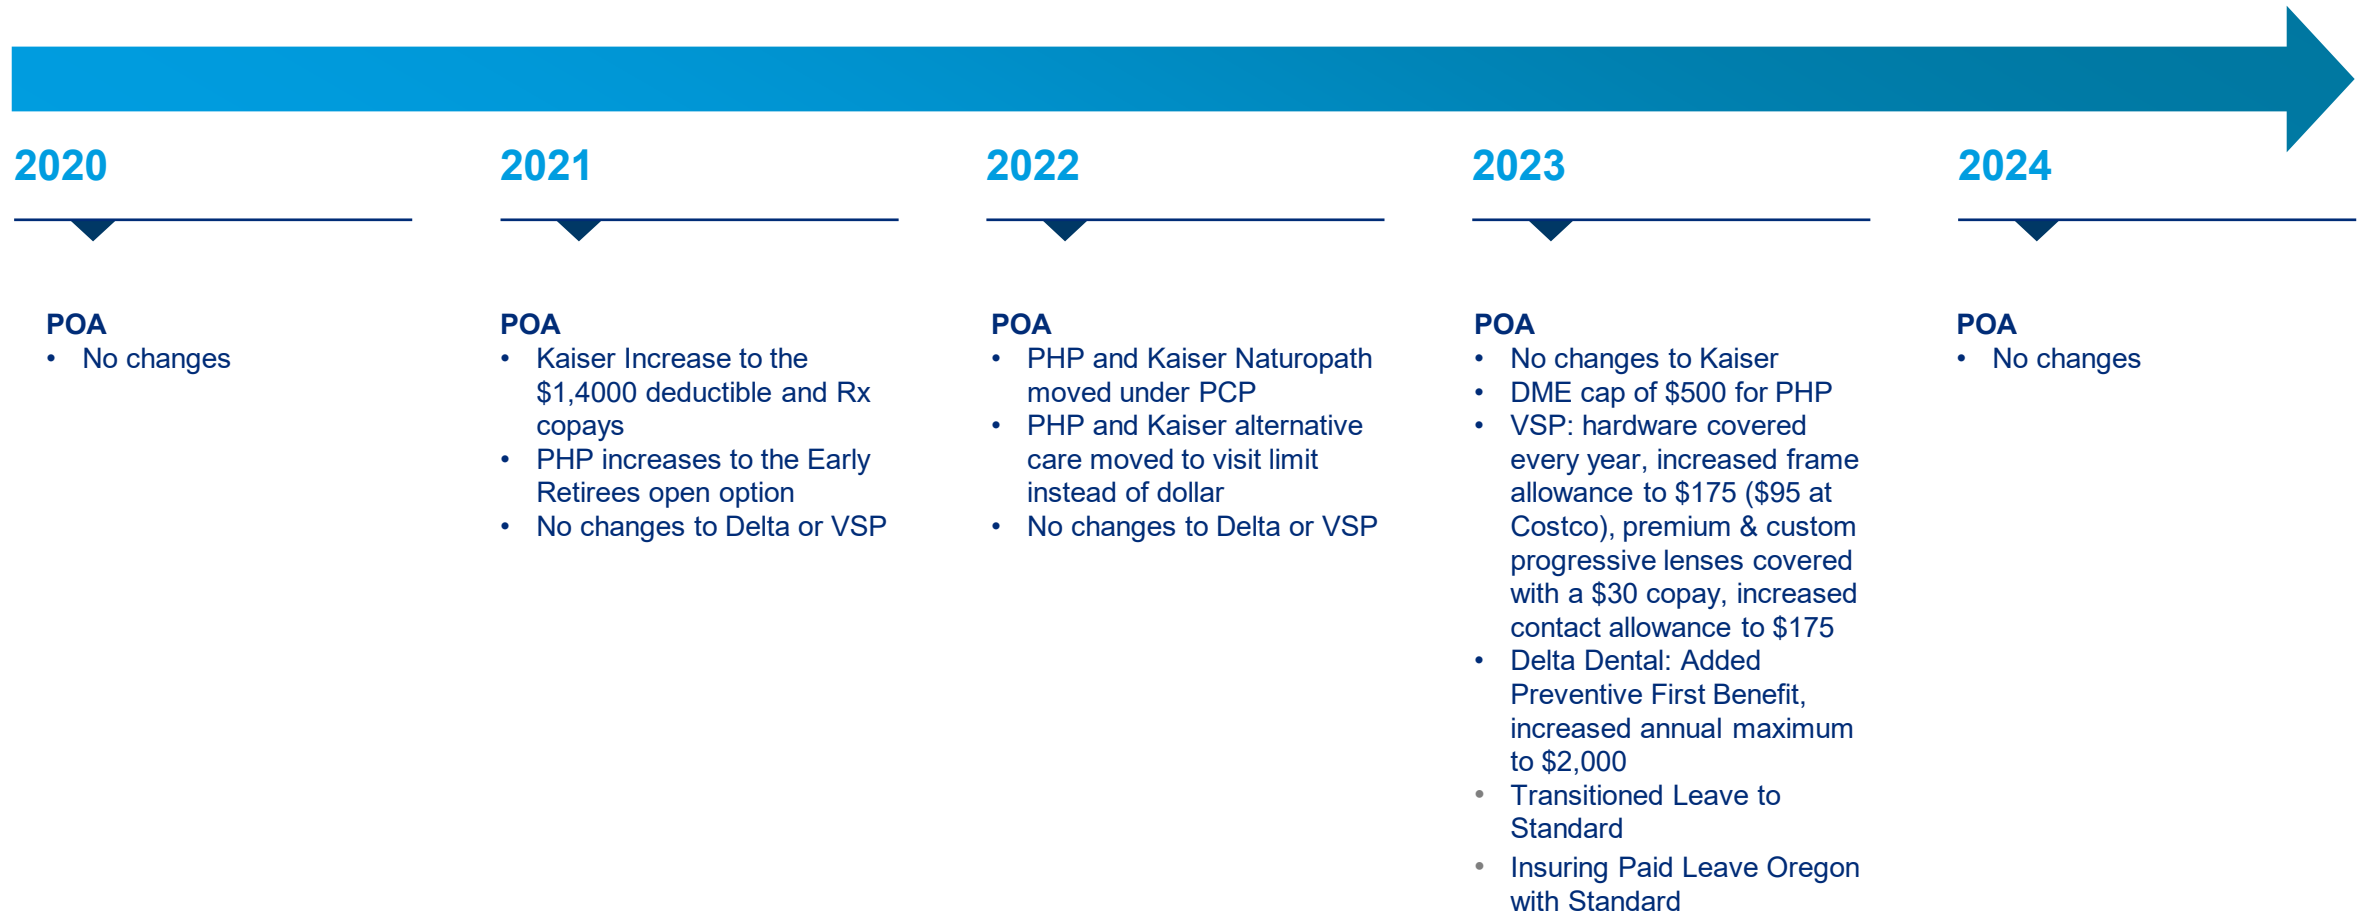 2020
POA
• No changes
2021
POA
• Kaiser Increase to the
$1,4000 deductible and Rx
copays
• PHP increases to the Early
Retirees open option
• No changes to Delta or VSP
2022
POA
• PHP and Kaiser Naturopath
moved under PCP
• PHP and Kaiser alternative
care moved to visit limit
instead of dollar
• No changes to Delta or VSP
2023
POA
• No changes to Kaiser
• DME cap of $500 for PHP
• VSP: hardware covered
every year, increased frame
allowance to $175 ($95 at
Costco), premium & custom
progressive lenses covered
with a $30 copay, increased
contact allowance to $175
• Delta Dental: Added
Preventive First Benefit,
increased annual maximum
to $2,000
• Transitioned Leave to
Standard
• Insuring Paid Leave Oregon
with Standard
2024
POA
• No changes